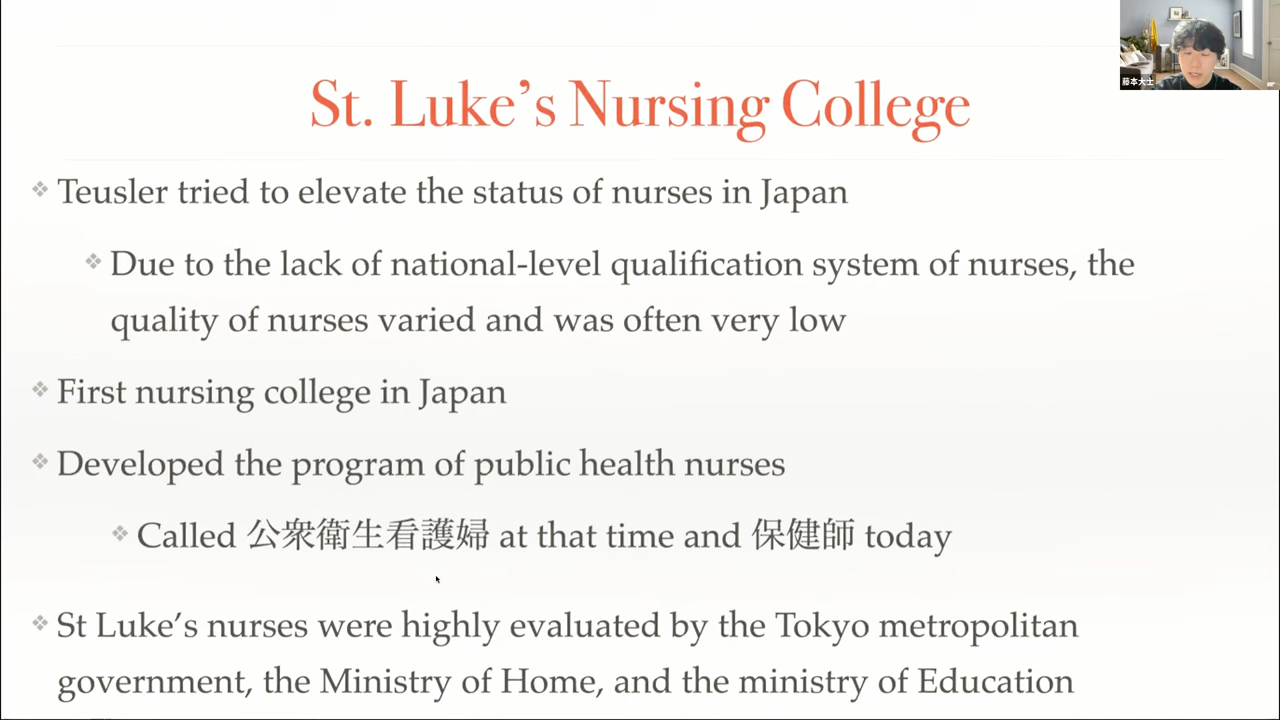 St. Luke’s Nursing College
藤本大士
Teusler tried to elevate the status of nurses in Japan
Due to the lack of national-level qualification system of nurses, the
quality of nurses varied and was often very low
First nursing college in Japan
Developed the program of public health nurses
Called 公衆衛生看護婦 at that time and 保健師 today
St Luke’s nurses were highly evaluated by the Tokyo metropolitan
government, the Ministry of Home, and the ministry of Education